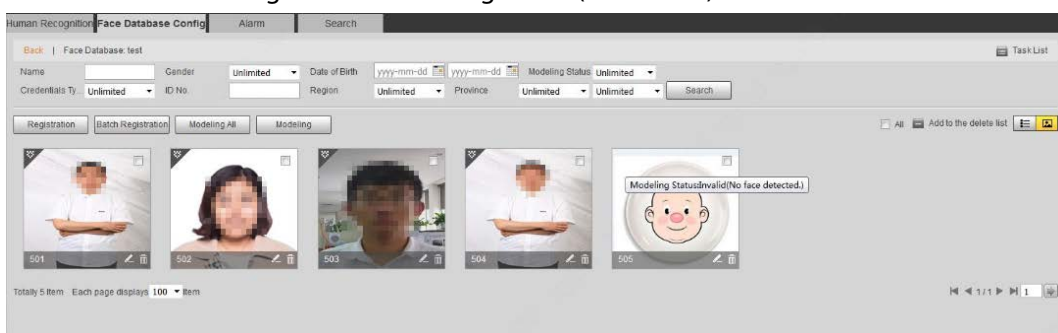 Human Recognition Face Database Config Alarm Search
Back | Face Database: test Task List
Name Gender Unlimited Date of Birth yyyy-mm-dd yyyy-mm-dd Modeling Status Unlimited
Credentials Ty... Unlimited ID No. Region Unlimited Province Unlimited Unlimited Search
Registration Batch Registration Modeling All Modeling All Add to the delete list
Modeling Status:Invalid(No face detected.)
501 502 503 504 505
Totally 5 Item Each page displays 100 Item 1/1 1